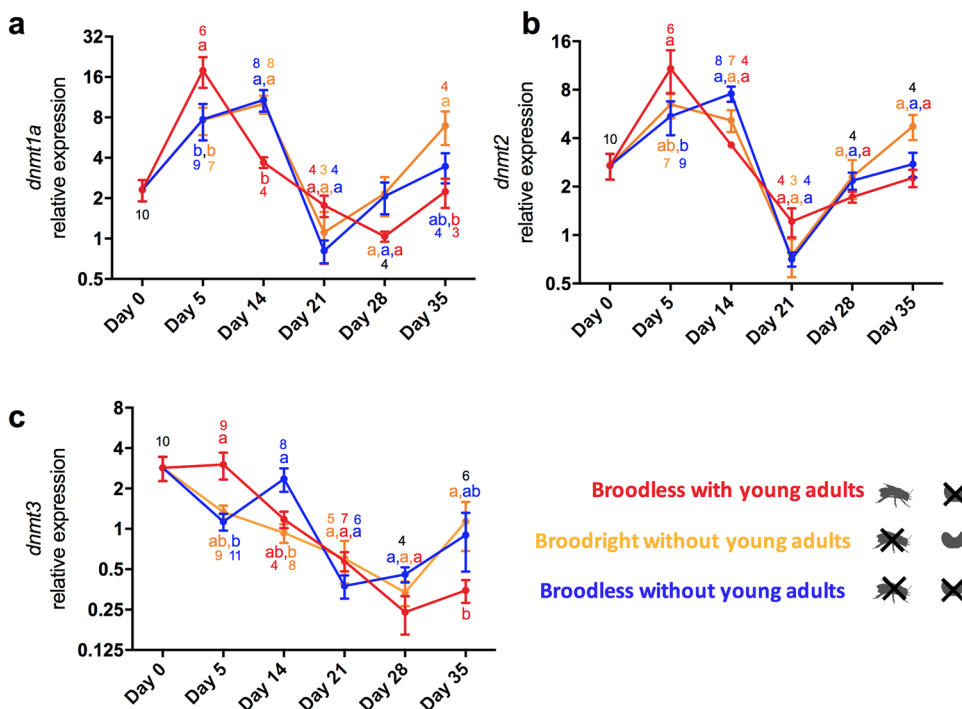 a
32
16
8
4
2
1
0.5
dnmt1a
relative expression
10
6
a
b,b
9 7
8 8
a,a
b
4
4 3 4
a,a,a
a,a,a
4
4
a
ab,b
4 3
Day 0
Day 5
Day 14
Day 21
Day 28
Day 35
b
16
8
4
2
1
0.5
dnmt2
relative expression
10
6
a
ab,b
7 9
8 7 4
a,a,a
4 3 4
a,a,a
4
a,a,a
4
a,a,a
Day 0
Day 5
Day 14
Day 21
Day 28
Day 35
c
8
4
2
1
0.5
0.25
0.125
dnmt3
relative expression
10
9
a
ab,b
9 11
8
a
ab,b
4 8
5 7 6
a,a,a
4
a,a,a
6
a,ab
b
Day 0
Day 5
Day 14
Day 21
Day 28
Day 35
Broodless with young adults
Broodright without young adults
Broodless without young adults